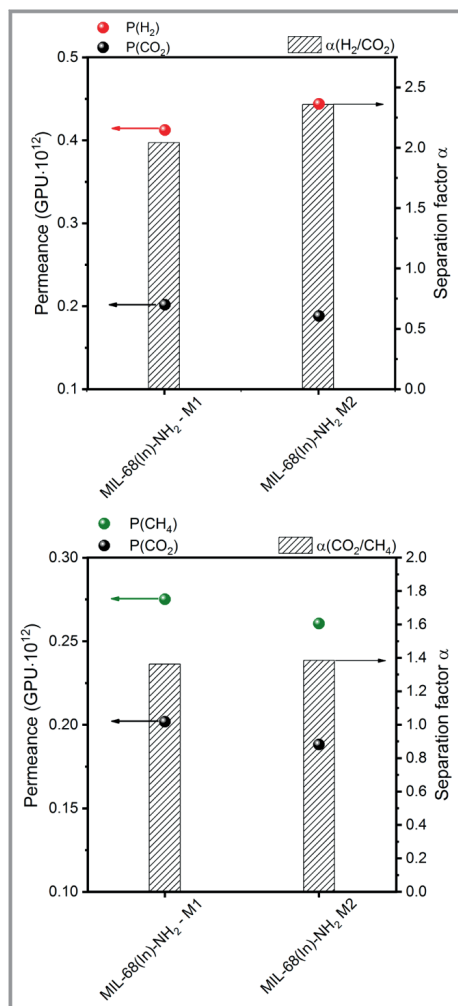 P(H₂)
P(CO₂)
α(H₂/CO₂)
0.5
0.4
0.3
0.2
0.1
Permeance (GPU·10¹²)
2.5
2.0
1.5
1.0
0.5
0.0
Separation factor α
MIL-68(In)-NH₂ - M1
MIL-68(In)-NH₂ M2
P(CH₄)
P(CO₂)
α(CO₂/CH₄)
0.30
0.25
0.20
0.15
0.10
Permeance (GPU·10¹²)
2.0
1.8
1.6
1.4
1.2
1.0
0.8
0.6
0.4
0.2
0.0
Separation factor α
MIL-68(In)-NH₂ - M1
MIL-68(In)-NH₂ M2